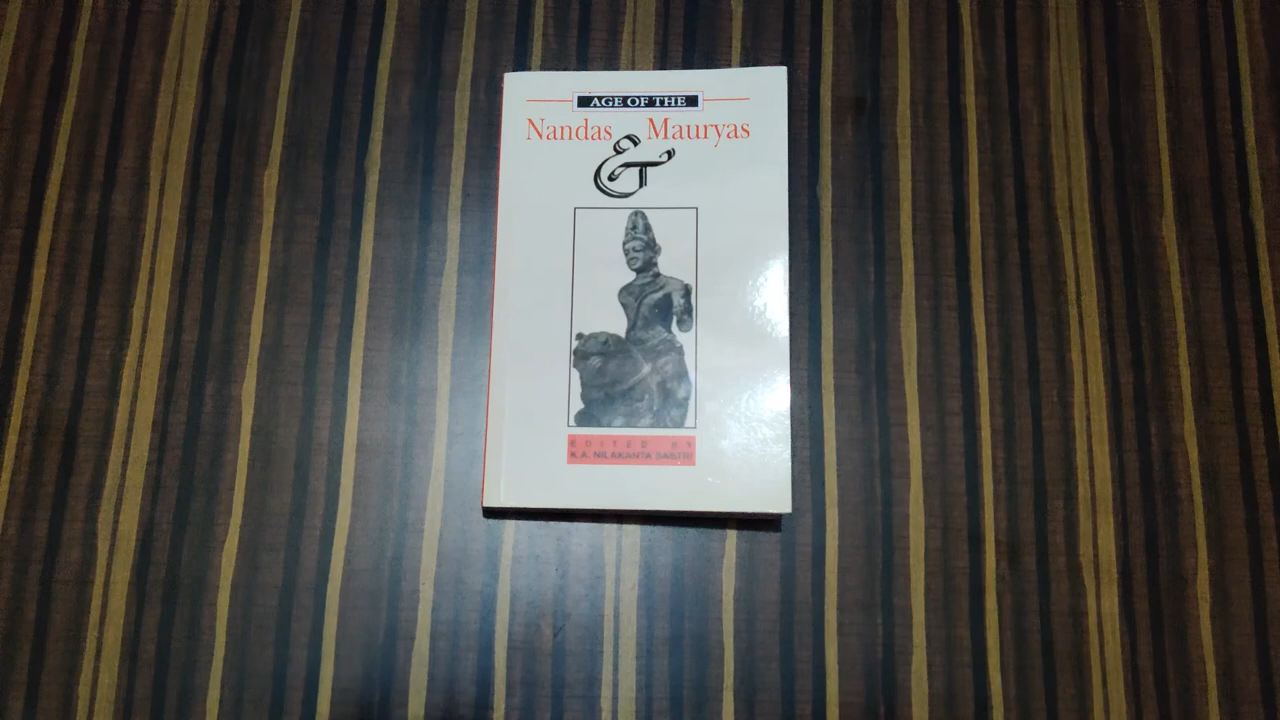 AGE OF THE
Nandas & Mauryas
EDITED BY
K.A. NILAKANTA SASTRI